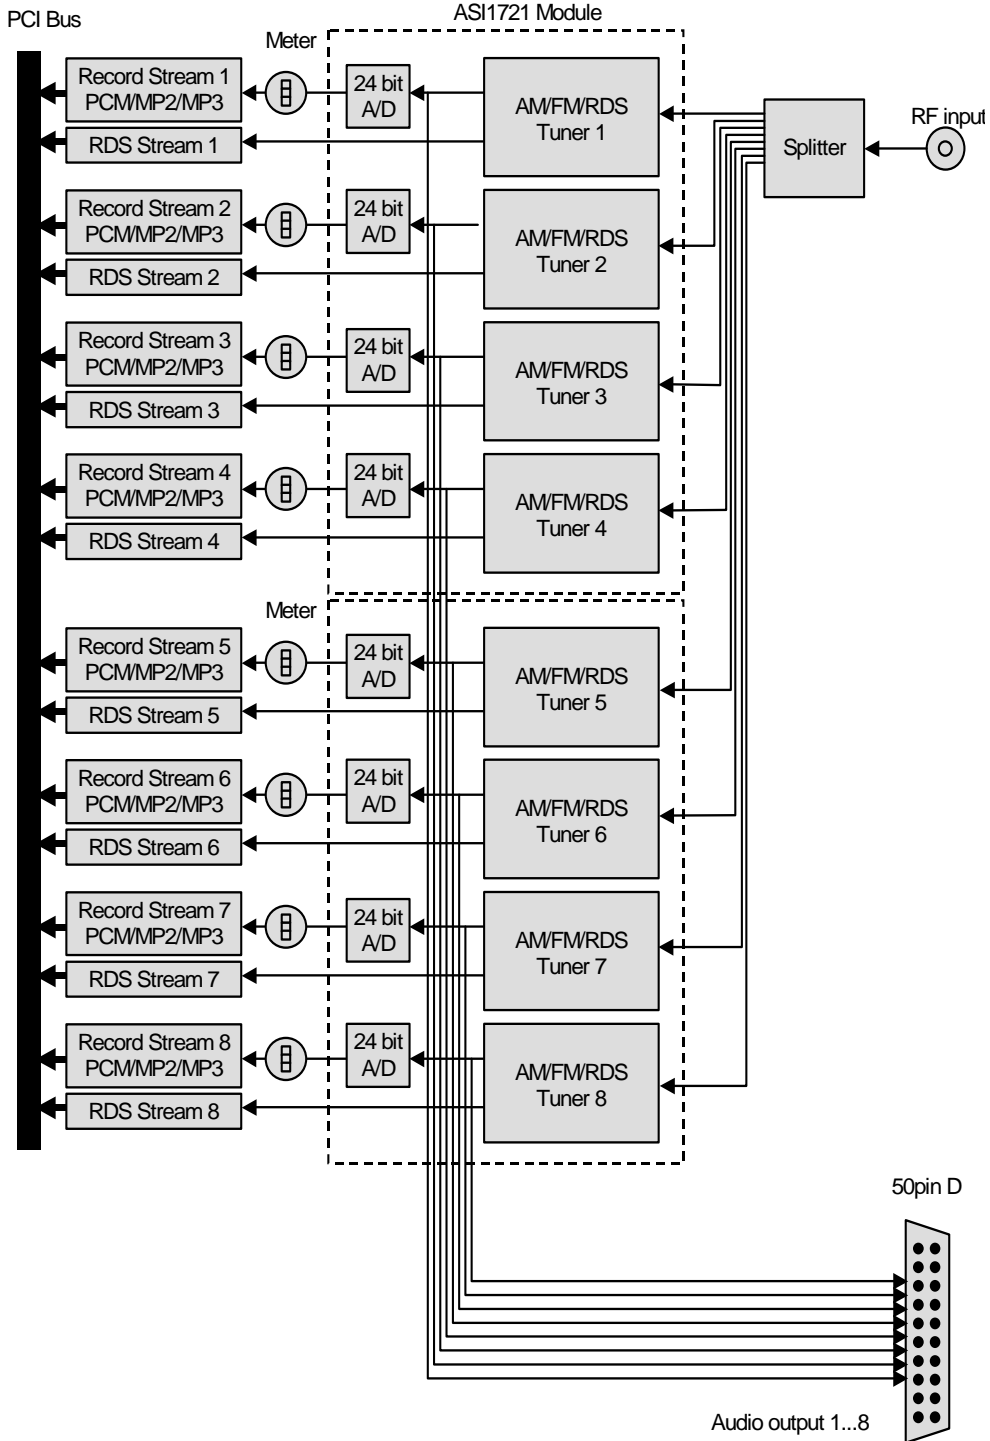 PCI Bus
ASI1721 Module
Meter
Record Stream 1
PCM/MP2/MP3
24 bit
A/D
AM/FM/RDS
Tuner 1
RF input
Splitter
RDS Stream 1
Record Stream 2
PCM/MP2/MP3
24 bit
A/D
AM/FM/RDS
Tuner 2
RDS Stream 2
Record Stream 3
PCM/MP2/MP3
24 bit
A/D
AM/FM/RDS
Tuner 3
RDS Stream 3
Record Stream 4
PCM/MP2/MP3
24 bit
A/D
AM/FM/RDS
Tuner 4
RDS Stream 4
Meter
Record Stream 5
PCM/MP2/MP3
24 bit
A/D
AM/FM/RDS
Tuner 5
RDS Stream 5
Record Stream 6
PCM/MP2/MP3
24 bit
A/D
AM/FM/RDS
Tuner 6
RDS Stream 6
Record Stream 7
PCM/MP2/MP3
24 bit
A/D
AM/FM/RDS
Tuner 7
RDS Stream 7
Record Stream 8
PCM/MP2/MP3
24 bit
A/D
AM/FM/RDS
Tuner 8
RDS Stream 8
50pin D
Audio output 1...8